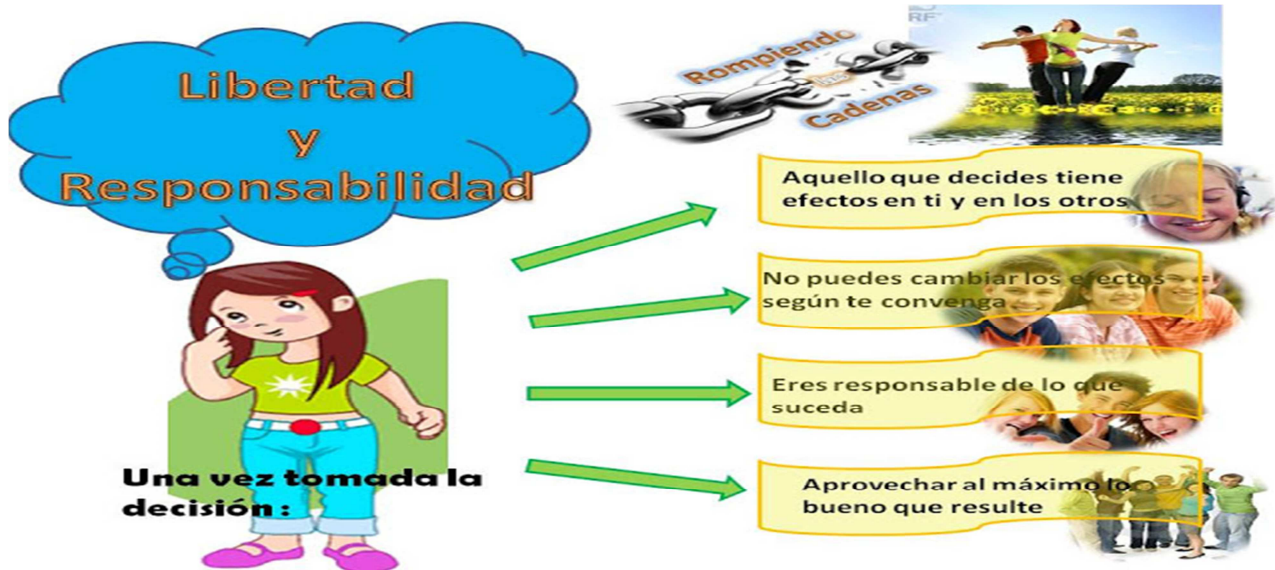 Libertad
y
Responsabilidad
Rompiendo
las
Cadenas
RF
Aquello que decides tiene
efectos en ti y en los otros
No puedes cambiar los efectos
según te convenga
Eres responsable de lo que
suceda
Una vez tomada la
decisión :
Aprovechar al máximo lo
bueno que resulte